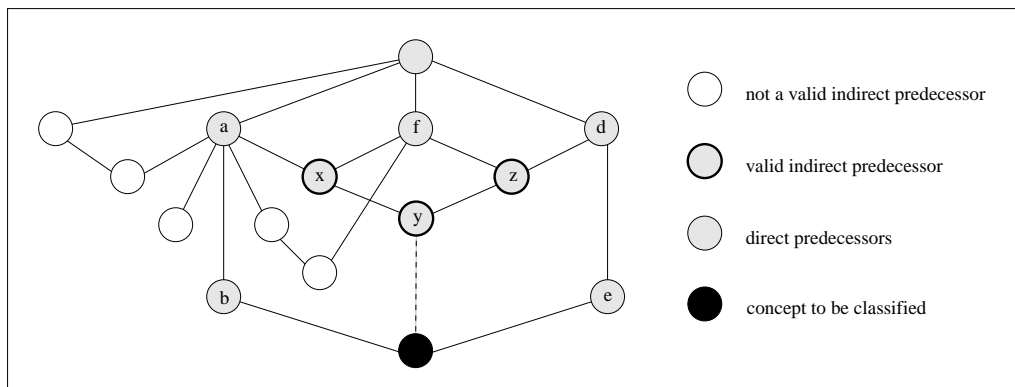 a
f
d
x
z
y
b
e
not a valid indirect predecessor
valid indirect predecessor
direct predecessors
concept to be classified